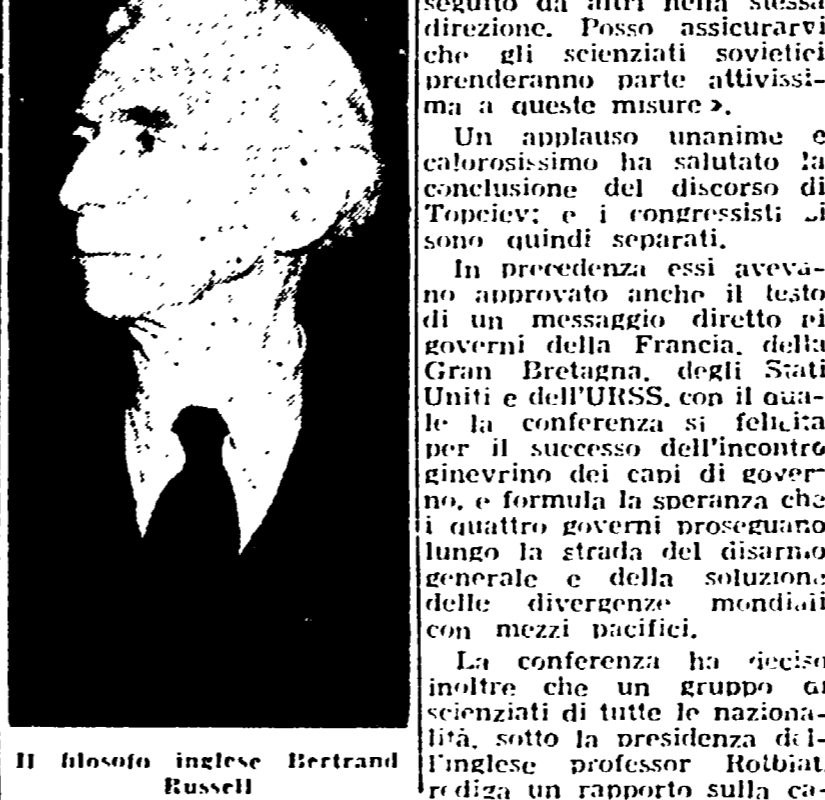 seguito da altri nella stessa
direzione. Posso assicurarvi
che gli scienziati sovietici
prenderanno parte attivissi-
ma a queste misure ».
Un applauso unanime e
calorosissimo ha salutato la
conclusione del discorso di
Topciev; e i congressisti si
sono quindi separati.
In precedenza essi aveva-
no approvato anche il testo
di un messaggio diretto ei
governi della Francia, della
Gran Bretagna, degli Stati
Uniti e dell'URSS, con il qua-
le la conferenza si felicita
per il successo dell'incontro
ginevrino dei capi di gover-
no, e formula la speranza che
i quattro governi proseguano
lungo la strada del disarmo
generale e della soluzione
delle divergenze mondiali
con mezzi pacifici.
La conferenza ha deciso
inoltre che un gruppo di
scienziati di tutte le naziona-
lità, sotto la presidenza del-
l'inglese professor Rotblat,
rediga un rapporto sulla ca-
Il filosofo inglese Bertrand
Russell